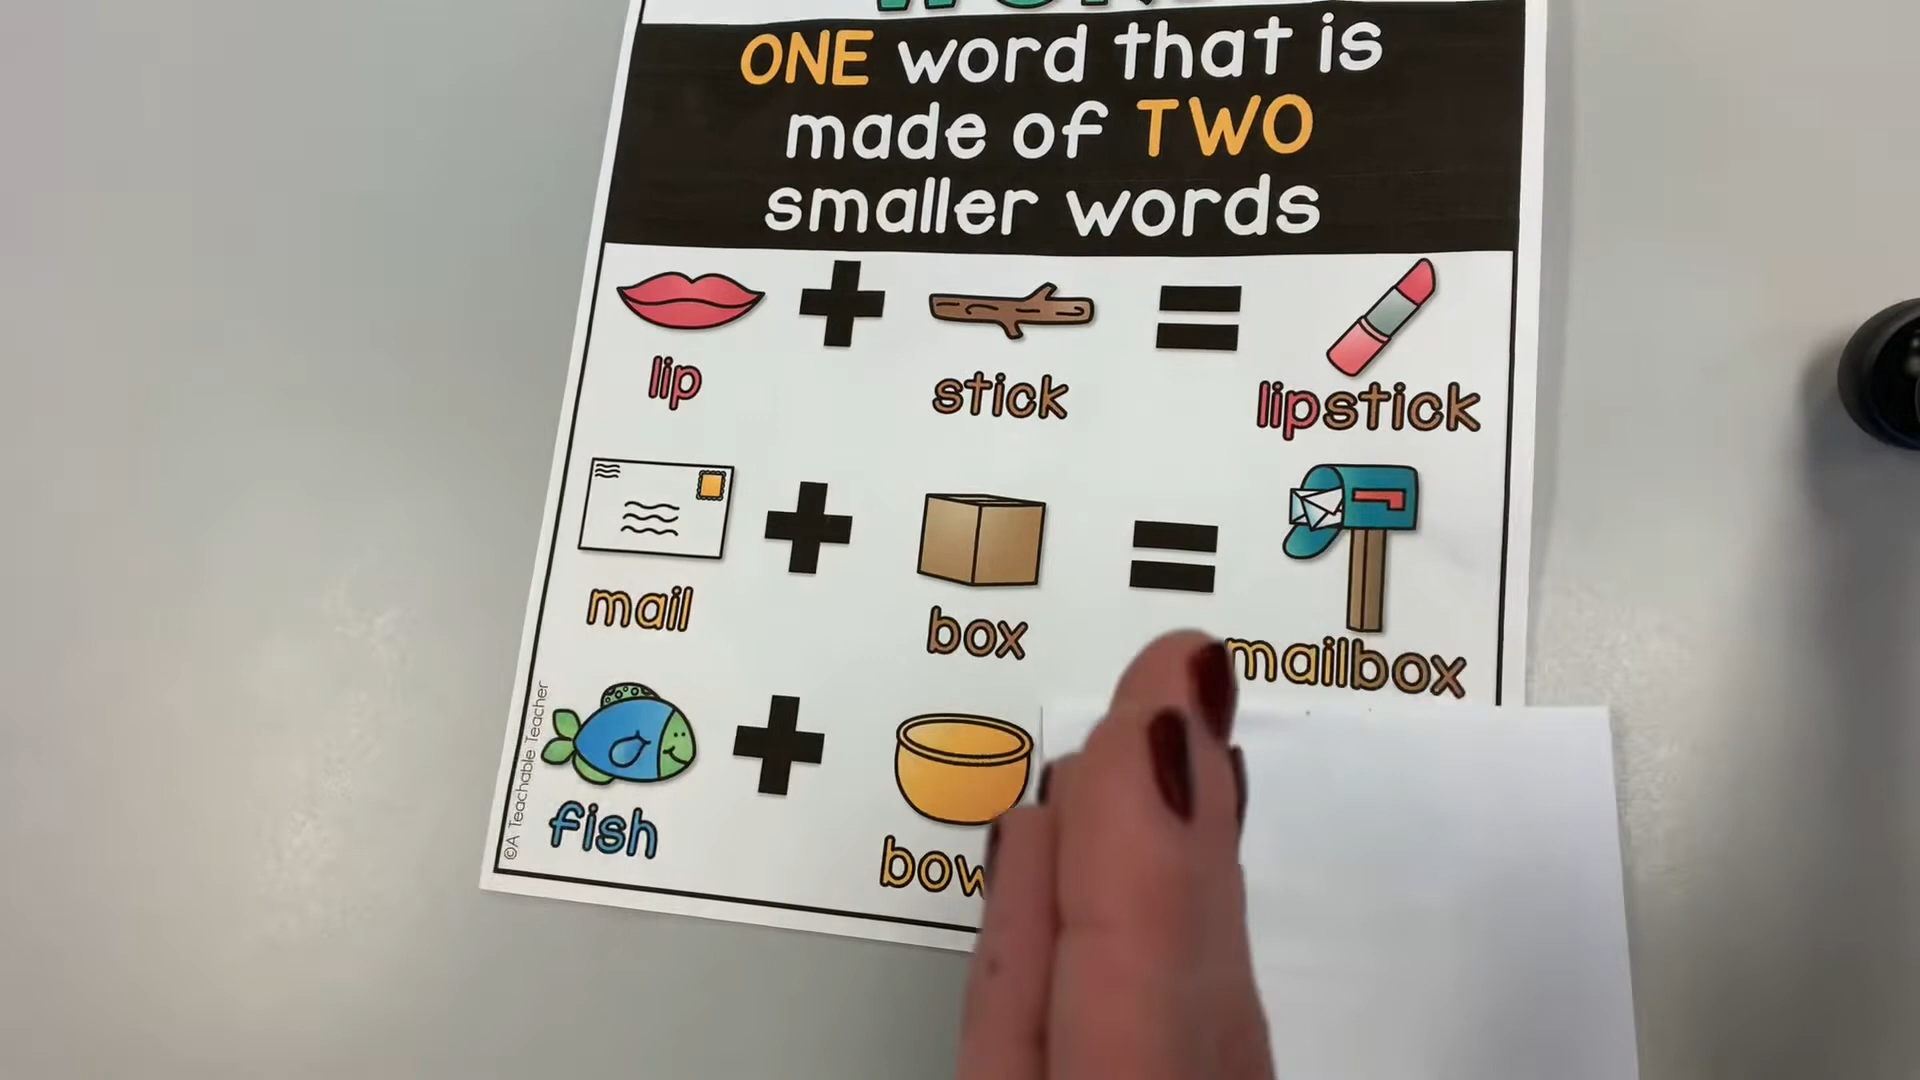 ONE word that is
made of TWO
smaller words
lip stick lipstick
mail box mailbox
fish
©A Teachable Teacher